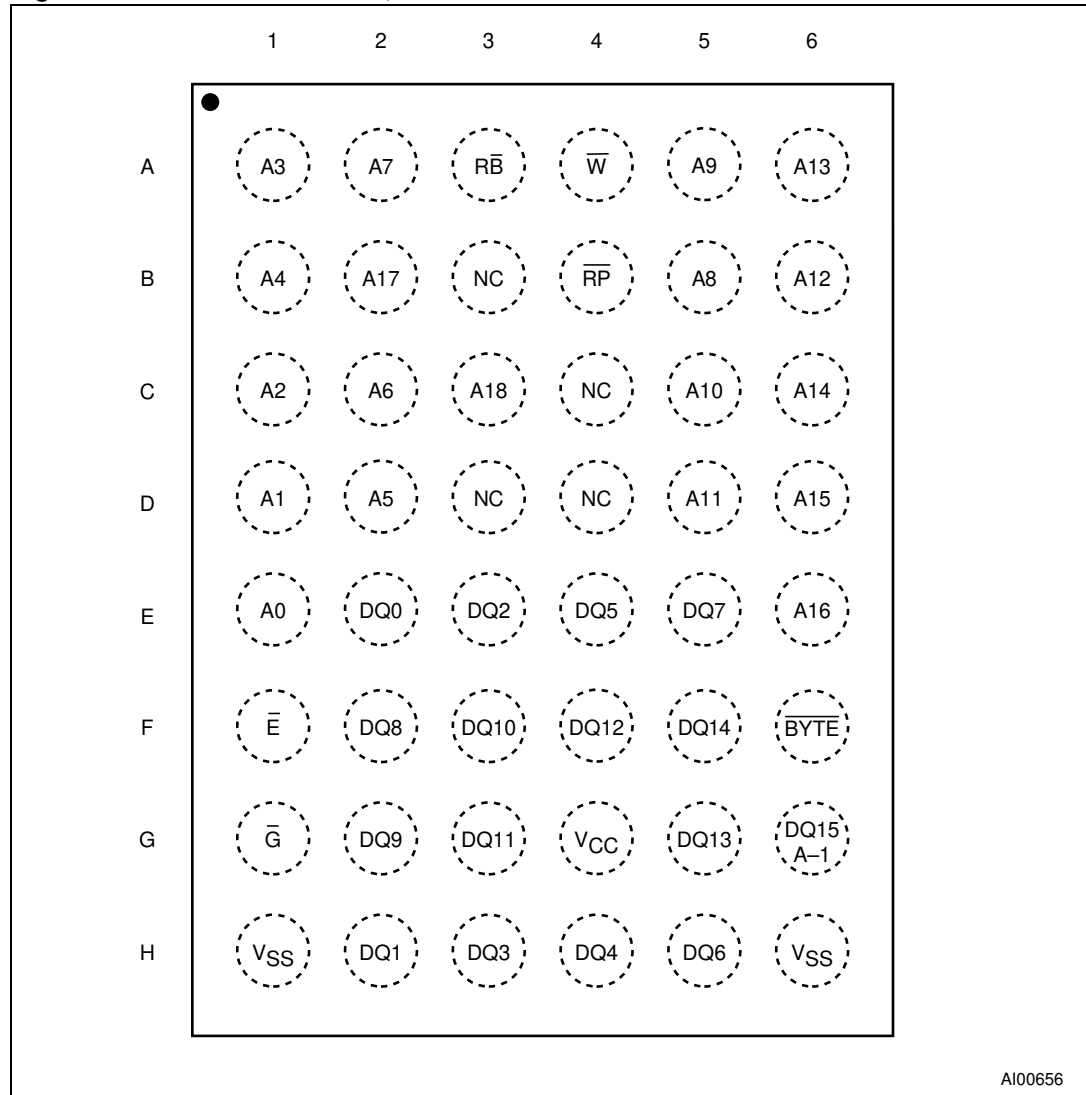 1 2 3 4 5 6
A A3 A7 RB̅ W̅ A9 A13
B A4 A17 NC R̅P̅ A8 A12
C A2 A6 A18 NC A10 A14
D A1 A5 NC NC A11 A15
E A0 DQ0 DQ2 DQ5 DQ7 A16
F E̅ DQ8 DQ10 DQ12 DQ14 B̅Y̅T̅E̅
G G̅ DQ9 DQ11 VCC DQ13 DQ15
A–1
H VSS DQ1 DQ3 DQ4 DQ6 VSS
AI00656